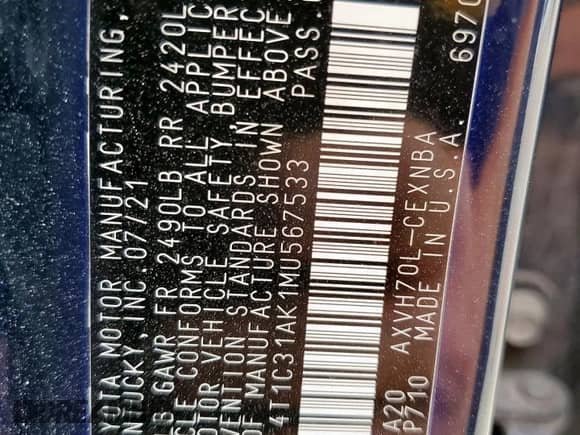 YTA MOTOR MANUFACTURING,
NTUCKY, INC. 07/21
LB GAWR FR 2490LB RR 2420L
CLE CONFORMS TO ALL APPLIC
OTOR VEHICLE SAFETY, BUMPER
VENTION STANDARDS IN EFFEC
OF MANUFACTURE SHOWN ABOVE
4T1C31AK1MU567533 PASS.
A20 AXVH70L-CEXNBA
P710 MADE IN U.S.A. 6970